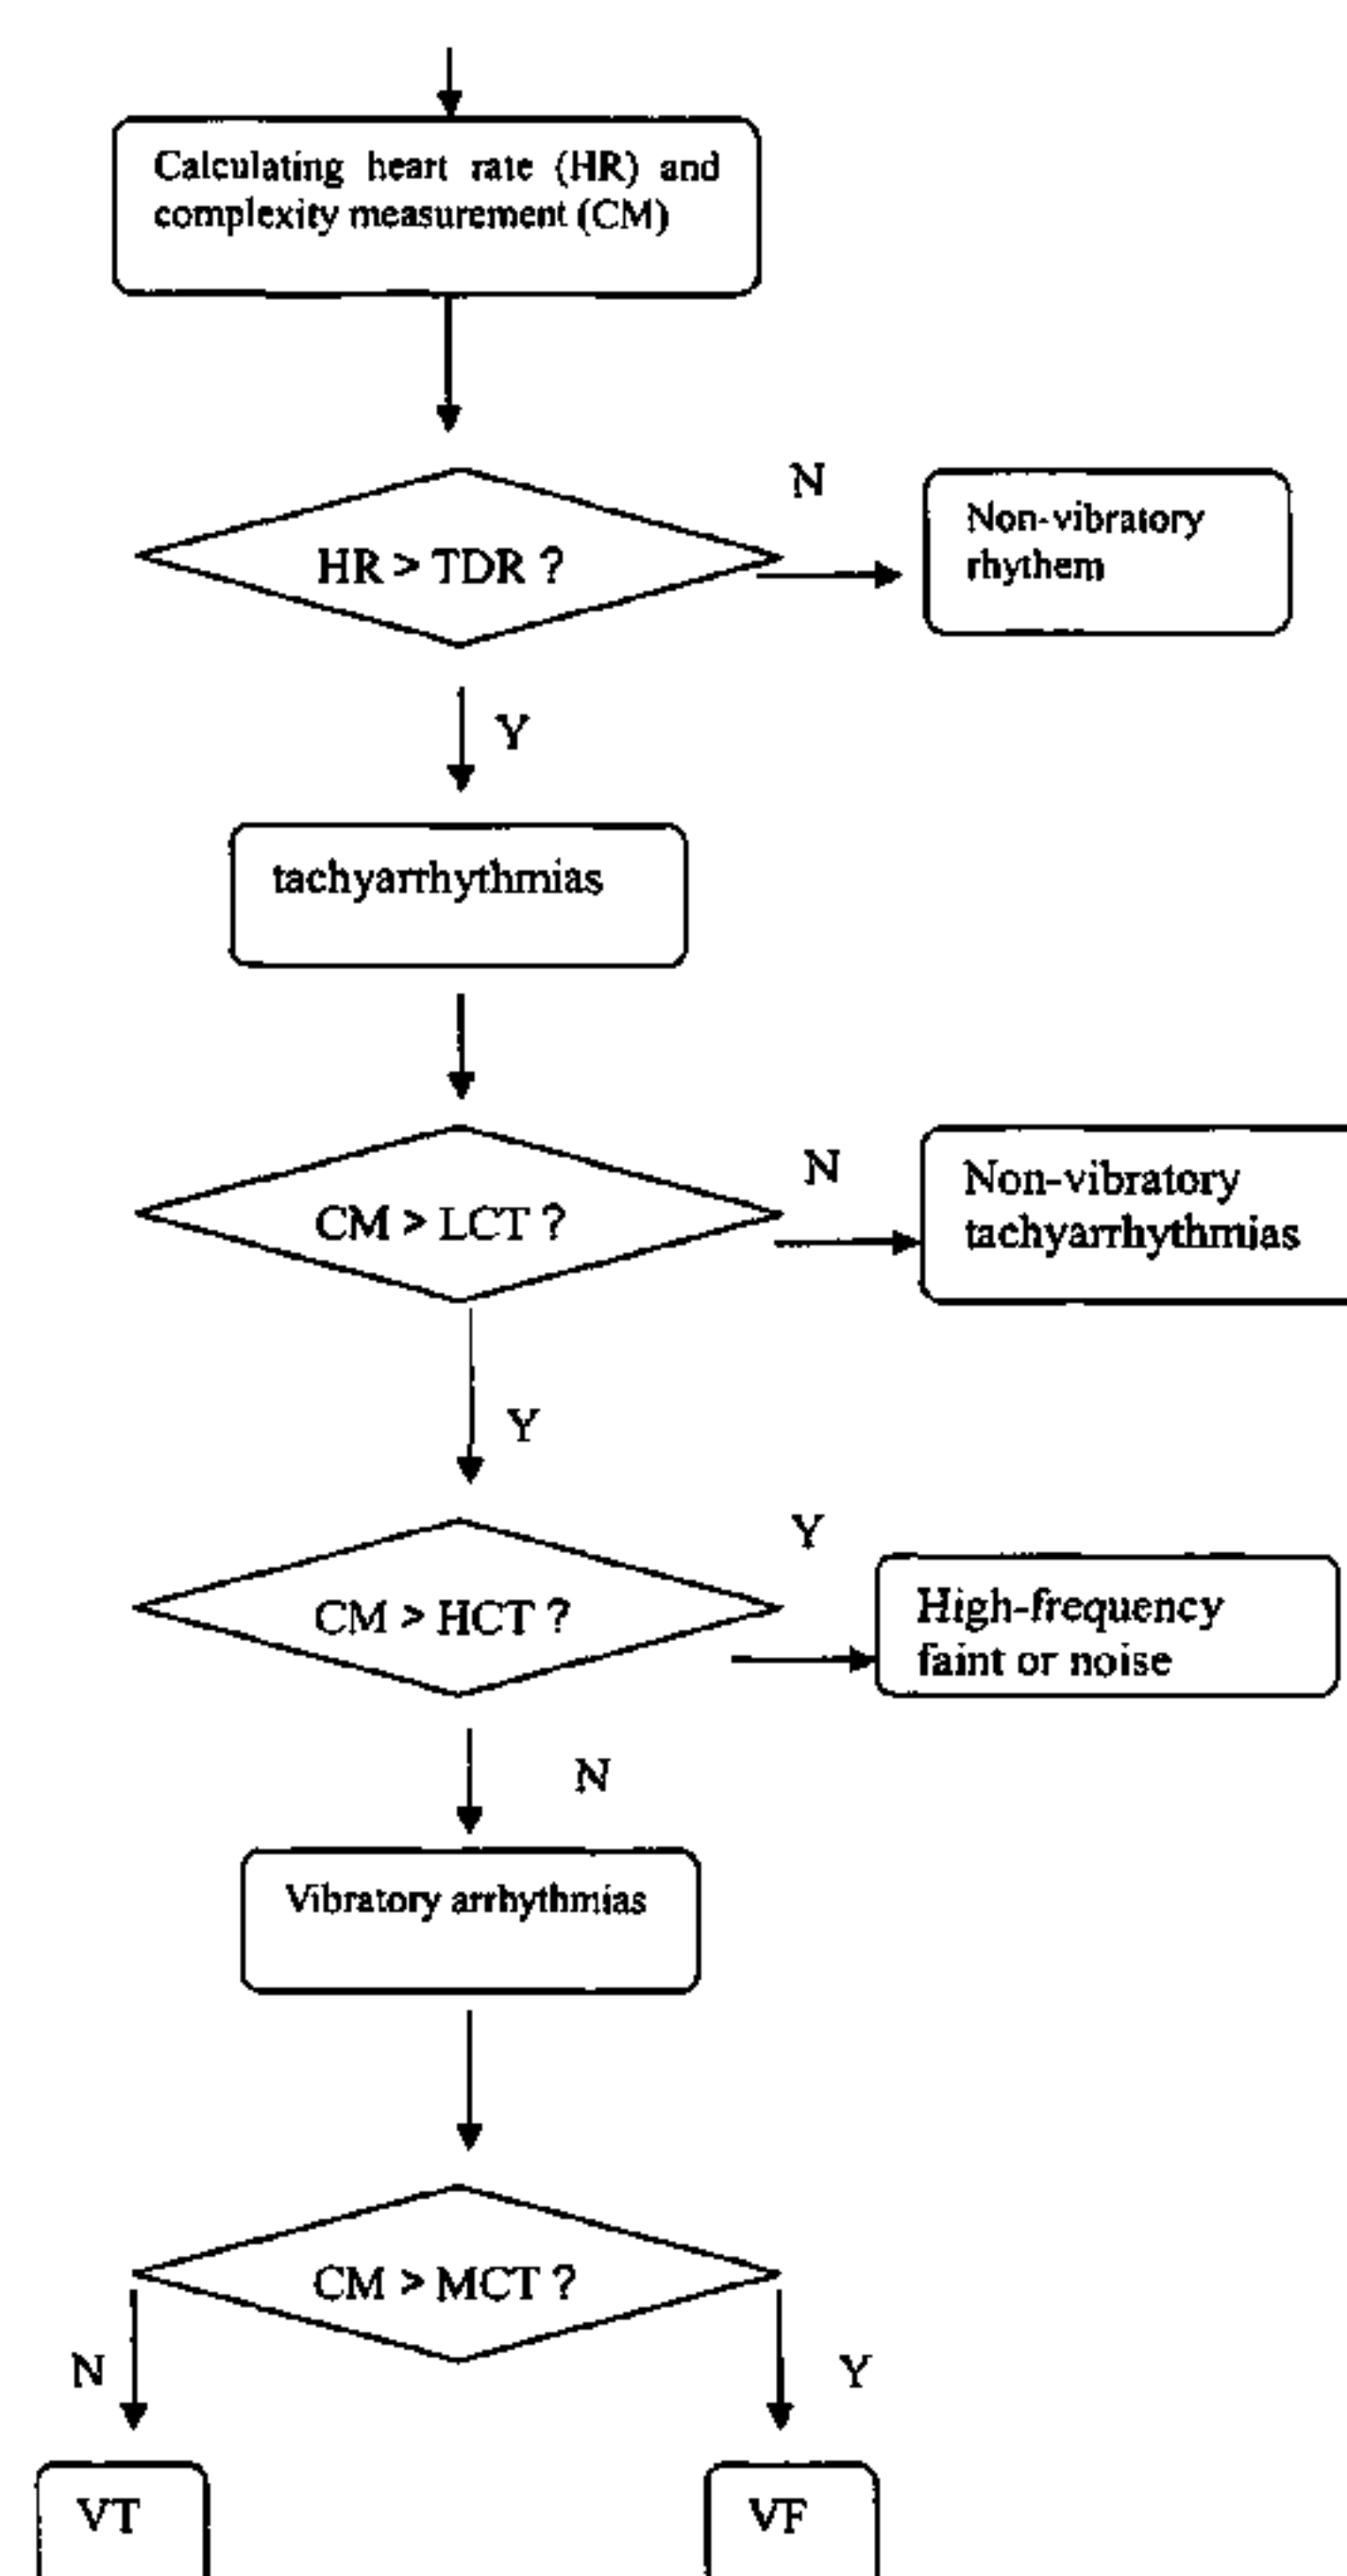 Calculating heart rate (HR) and
complexity measurement (CM)
HR > TDR ?
N
Non-vibratory
rhythem
Y
tachyarrhythmias
CM > LCT ?
N
Non-vibratory
tachyarrhythmias
Y
CM > HCT ?
Y
High-frequency
faint or noise
N
Vibratory arrhythmias
CM > MCT ?
N
Y
VT
VF